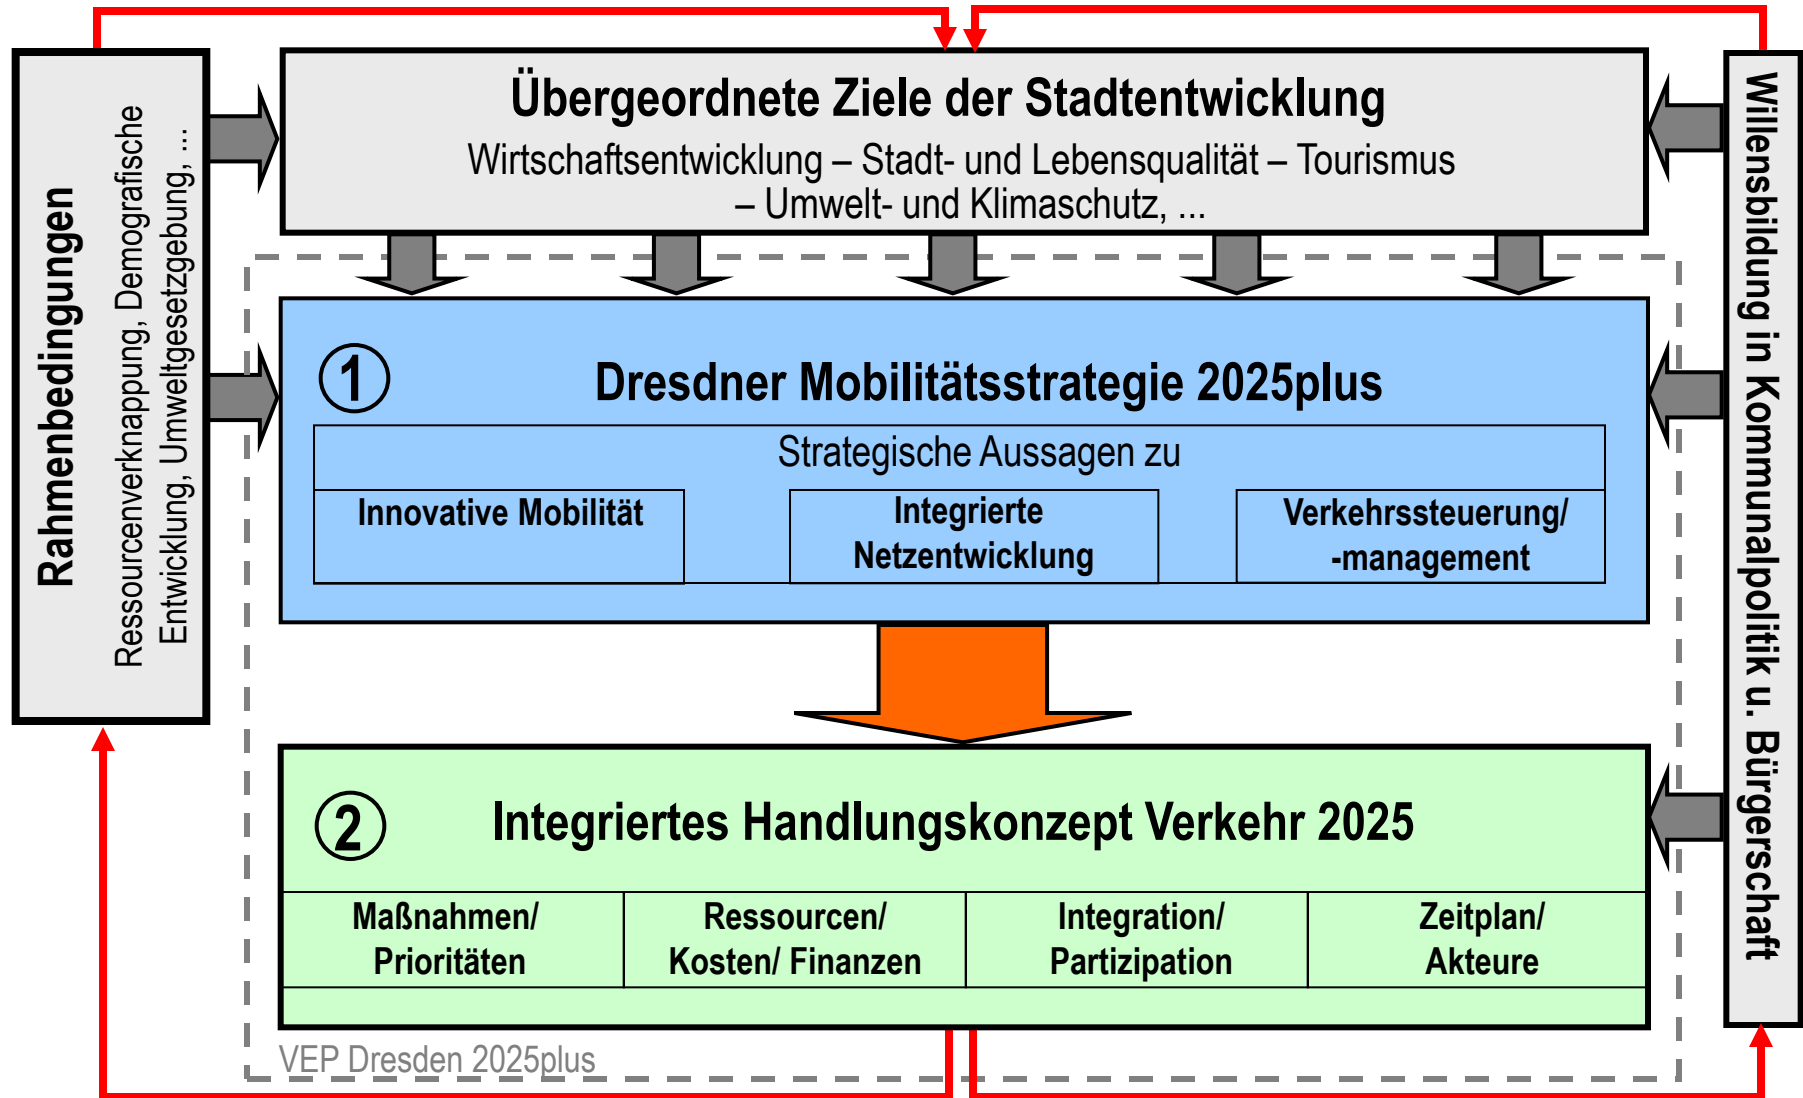 Übergeordnete Ziele der Stadtentwicklung
Wirtschaftsentwicklung – Stadt- und Lebensqualität – Tourismus
– Umwelt- und Klimaschutz, ...
Rahmenbedingungen
Ressourcenverknappung, Demografische
Entwicklung, Umweltgesetzgebung, ...
1
Dresdner Mobilitätsstrategie 2025plus
Strategische Aussagen zu
Innovative Mobilität
Integrierte
Netzentwicklung
Verkehrssteuerung/
-management
2
Integriertes Handlungskonzept Verkehr 2025
Maßnahmen/
Prioritäten
Ressourcen/
Kosten/ Finanzen
Integration/
Partizipation
Zeitplan/
Akteure
VEP Dresden 2025plus
Willensbildung in Kommunalpolitik u. Bürgerschaft